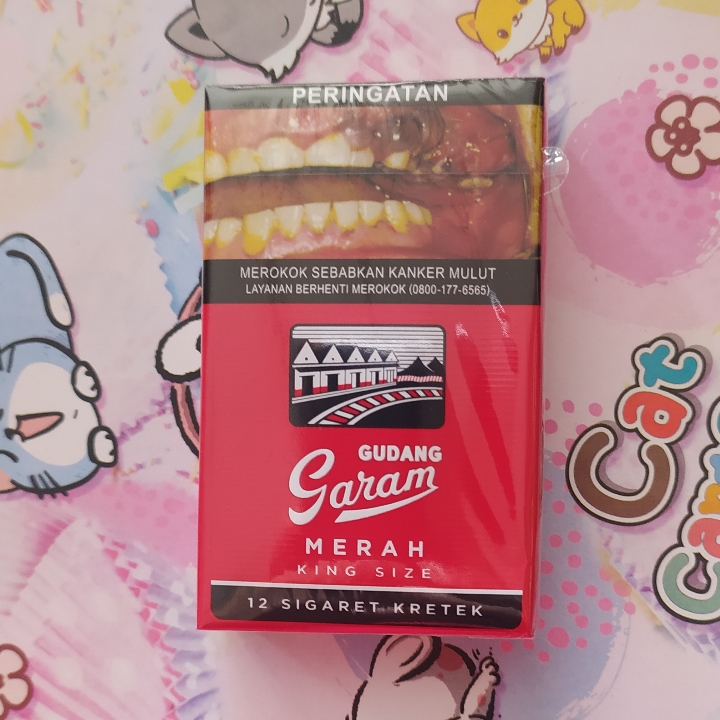 PERINGATAN
MEROKOK SEBABKAN KANKER MULUT
LAYANAN BERHENTI MEROKOK (0800-177-6565)
GUDANG
Garam
MERAH
KING SIZE
12 SIGARET KRETEK
Cat